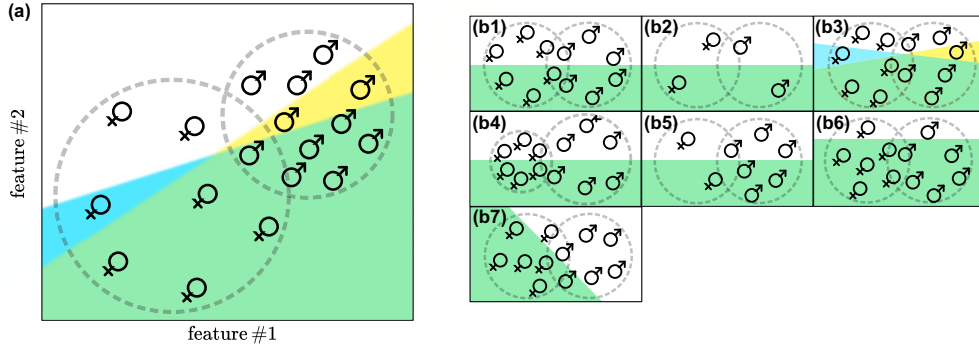 (a)
feature #2
feature #1
(b1)
(b2)
(b3)
(b4)
(b5)
(b6)
(b7)